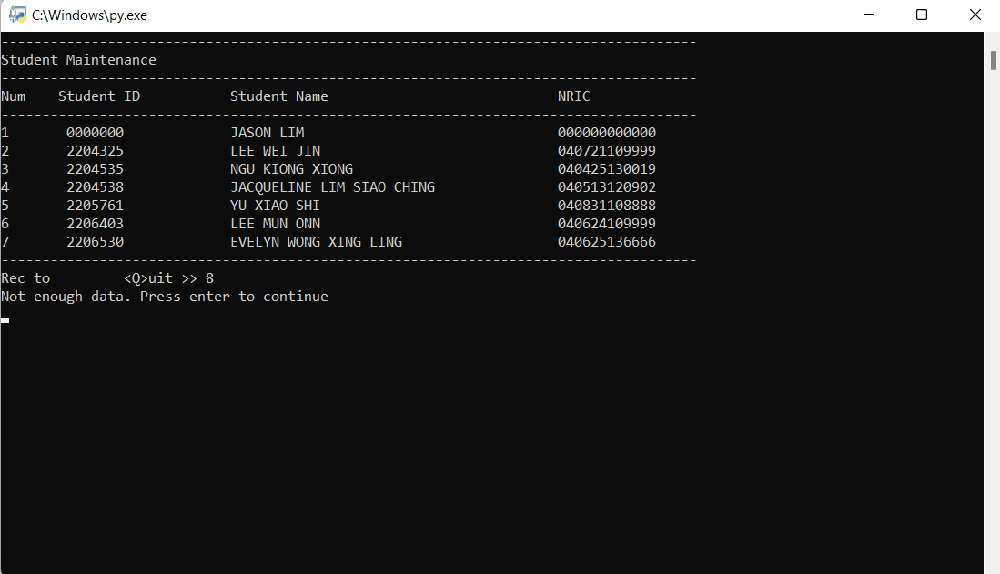 C:\Windows\py.exe
-------------------------------------------------------------------------------------
Student Maintenance
-------------------------------------------------------------------------------------
Num    Student ID           Student Name                            NRIC
-------------------------------------------------------------------------------------
1       0000000             JASON LIM                               000000000000
2       2204325             LEE WEI JIN                             040721109999
3       2204535             NGU KIONG XIONG                         040425130019
4       2204538             JACQUELINE LIM SIAO CHING               040513120902
5       2205761             YU XIAO SHI                             040831108888
6       2206403             LEE MUN ONN                             040624109999
7       2206530             EVELYN WONG XING LING                   040625136666
-------------------------------------------------------------------------------------
Rec to         <Q>uit >> 8
Not enough data. Press enter to continue